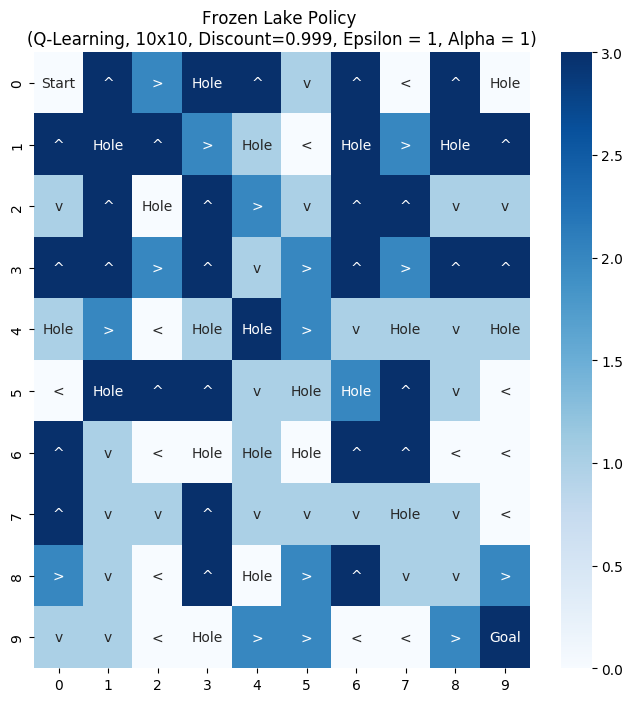 Frozen Lake Policy
(Q-Learning, 10x10, Discount=0.999, Epsilon = 1, Alpha = 1)
0 Start ^ > Hole ^ v ^ < ^ Hole
1 ^ Hole ^ > Hole < Hole > Hole ^
2 v ^ Hole ^ > v ^ ^ v v
3 ^ ^ > ^ v > ^ > ^ ^
4 Hole > < Hole Hole > v Hole v Hole
5 < Hole ^ ^ v Hole Hole ^ v <
6 ^ v < Hole Hole Hole ^ ^ < <
7 ^ v v ^ v v v Hole v <
8 > v < ^ Hole > ^ v v >
9 v v < Hole > > < < > Goal
0 1 2 3 4 5 6 7 8 9
3.0
2.5
2.0
1.5
1.0
0.5
0.0